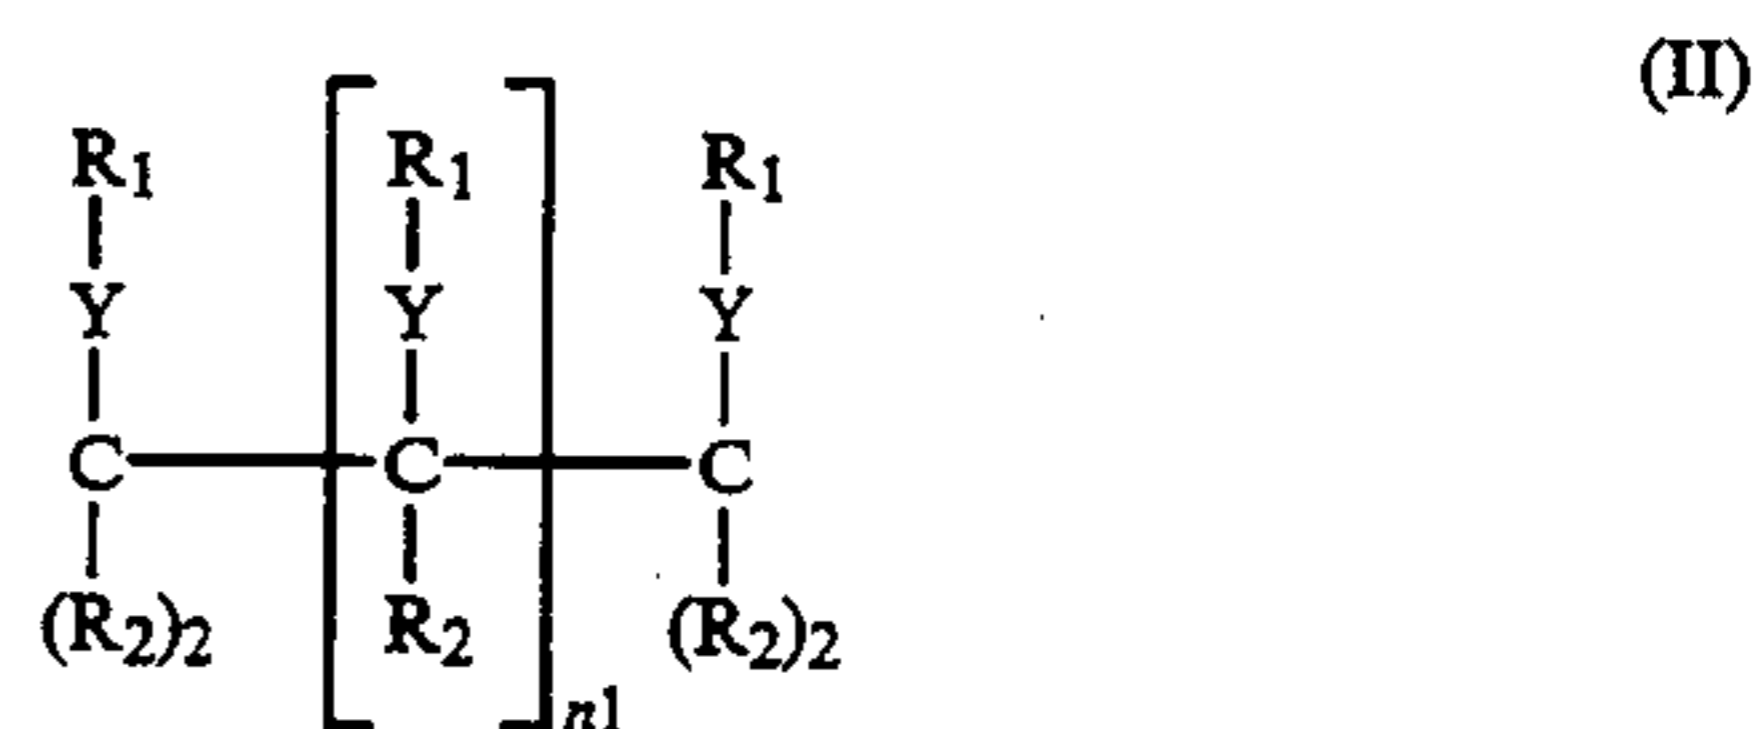 (II)
R1 R1 R1
Y Y Y
C C C
(R2)2 R2 (R2)2
n1